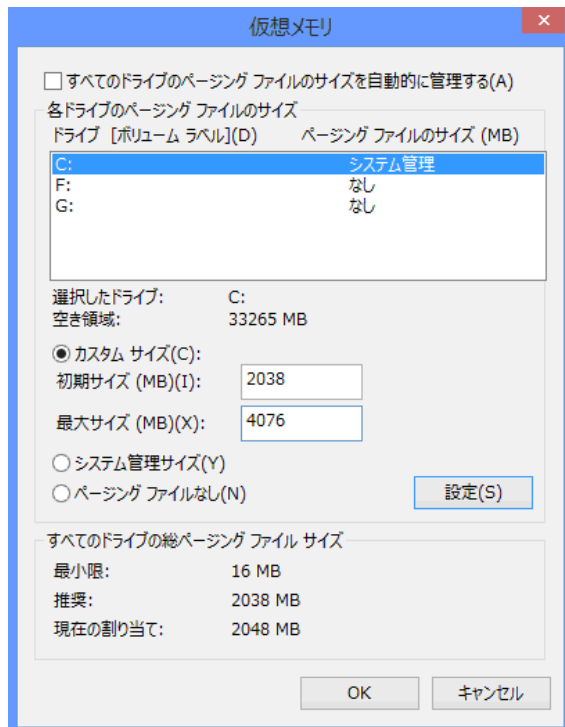 仮想メモリ
すべてのドライブのページング ファイルのサイズを自動的に管理する(A)
各ドライブのページング ファイルのサイズ
ドライブ [ボリューム ラベル](D) ページング ファイルのサイズ (MB)
C: システム管理
F: なし
G: なし
選択したドライブ: C:
空き領域: 33265 MB
カスタム サイズ(C):
初期サイズ (MB)(I): 2038
最大サイズ (MB)(X): 4076
システム管理サイズ(Y)
ページング ファイルなし(N) 設定(S)
すべてのドライブの総ページング ファイル サイズ
最小限: 16 MB
推奨: 2038 MB
現在の割り当て: 2048 MB
OK キャンセル